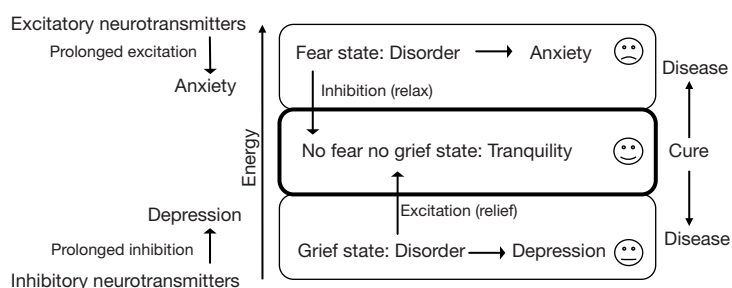 Excitatory neurotransmitters
Prolonged excitation
Anxiety
Depression
Prolonged inhibition
Inhibitory neurotransmitters
Energy
Fear state: Disorder
Anxiety
Inhibition (relax)
No fear no grief state: Tranquility
Excitation (relief)
Grief state: Disorder
Depression
Disease
Cure
Disease